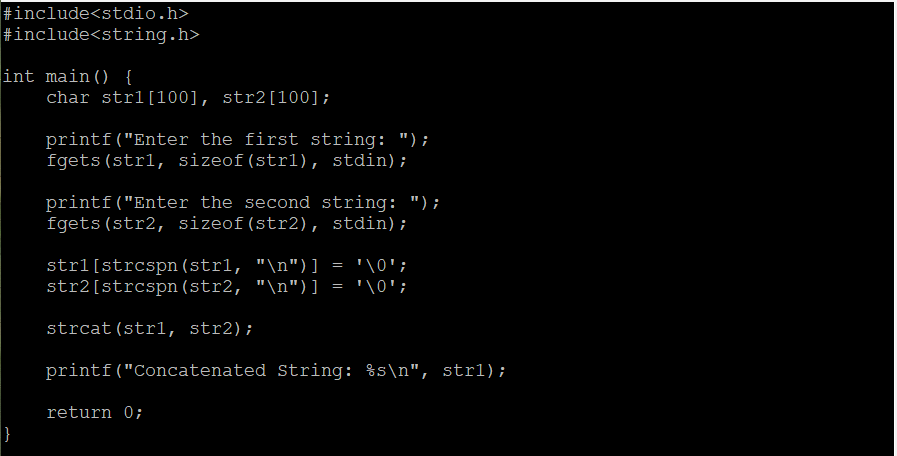 #include<stdio.h>
#include<string.h>
int main() {
char str1[100], str2[100];
printf("Enter the first string: ");
fgets(str1, sizeof(str1), stdin);
printf("Enter the second string: ");
fgets(str2, sizeof(str2), stdin);
str1[strcspn(str1, "\n")] = '\0';
str2[strcspn(str2, "\n")] = '\0';
strcat(str1, str2);
printf("Concatenated String: %s\n", str1);
return 0;
}